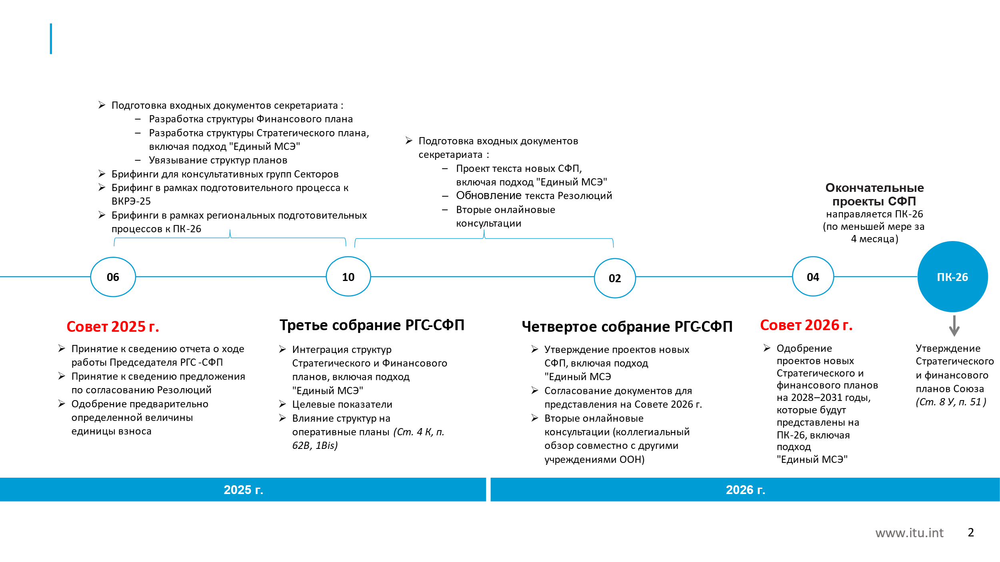 ➢ Подготовка входных документов секретариата :
– Разработка структуры Финансового плана
– Разработка структуры Стратегического плана,
включая подход "Единый МСЭ"
– Увязывание структур планов
➢ Брифинги для консультативных групп Секторов
➢ Брифинг в рамках подготовительного процесса к
ВКРЭ-25
➢ Брифинги в рамках региональных подготовительных
процессов к ПК-26
➢ Подготовка входных документов
секретариата :
– Проект текста новых СФП,
включая подход "Единый МСЭ"
– Обновление текста Резолюций
– Вторые онлайновые
консультации
Окончательные
проекты СФП
направляется ПК-26
(по меньшей мере за
4 месяца)
06
10
02
04
ПК-26
Совет 2025 г.
➢ Принятие к сведению отчета о ходе
работы Председателя РГС -СФП
➢ Принятие к сведению предложения
по согласованию Резолюций
➢ Одобрение предварительно
определенной величины
единицы взноса
Третье собрание РГС-СФП
➢ Интеграция структур
Стратегического и Финансового
планов, включая подход
"Единый МСЭ"
➢ Целевые показатели
➢ Влияние структур на
оперативные планы (Ст. 4 К, п.
62В, 1Bis)
Четвертое собрание РГС-СФП
➢ Утверждение проектов новых
СФП, включая подход
"Единый МСЭ
➢ Согласование документов для
представления на Совете 2026 г.
➢ Вторые онлайновые
консультации (коллегиальный
обзор совместно с другими
учреждениями ООН)
Совет 2026 г.
➢ Одобрение
проектов новых
Стратегического и
финансового планов
на 2028–2031 годы,
которые будут
представлены на
ПК-26, включая
подход
"Единый МСЭ"
Утверждение
Стратегического
и финансового
планов Союза
(Ст. 8 У, п. 51 )
2025 г.
2026 г.
www.itu.int
2